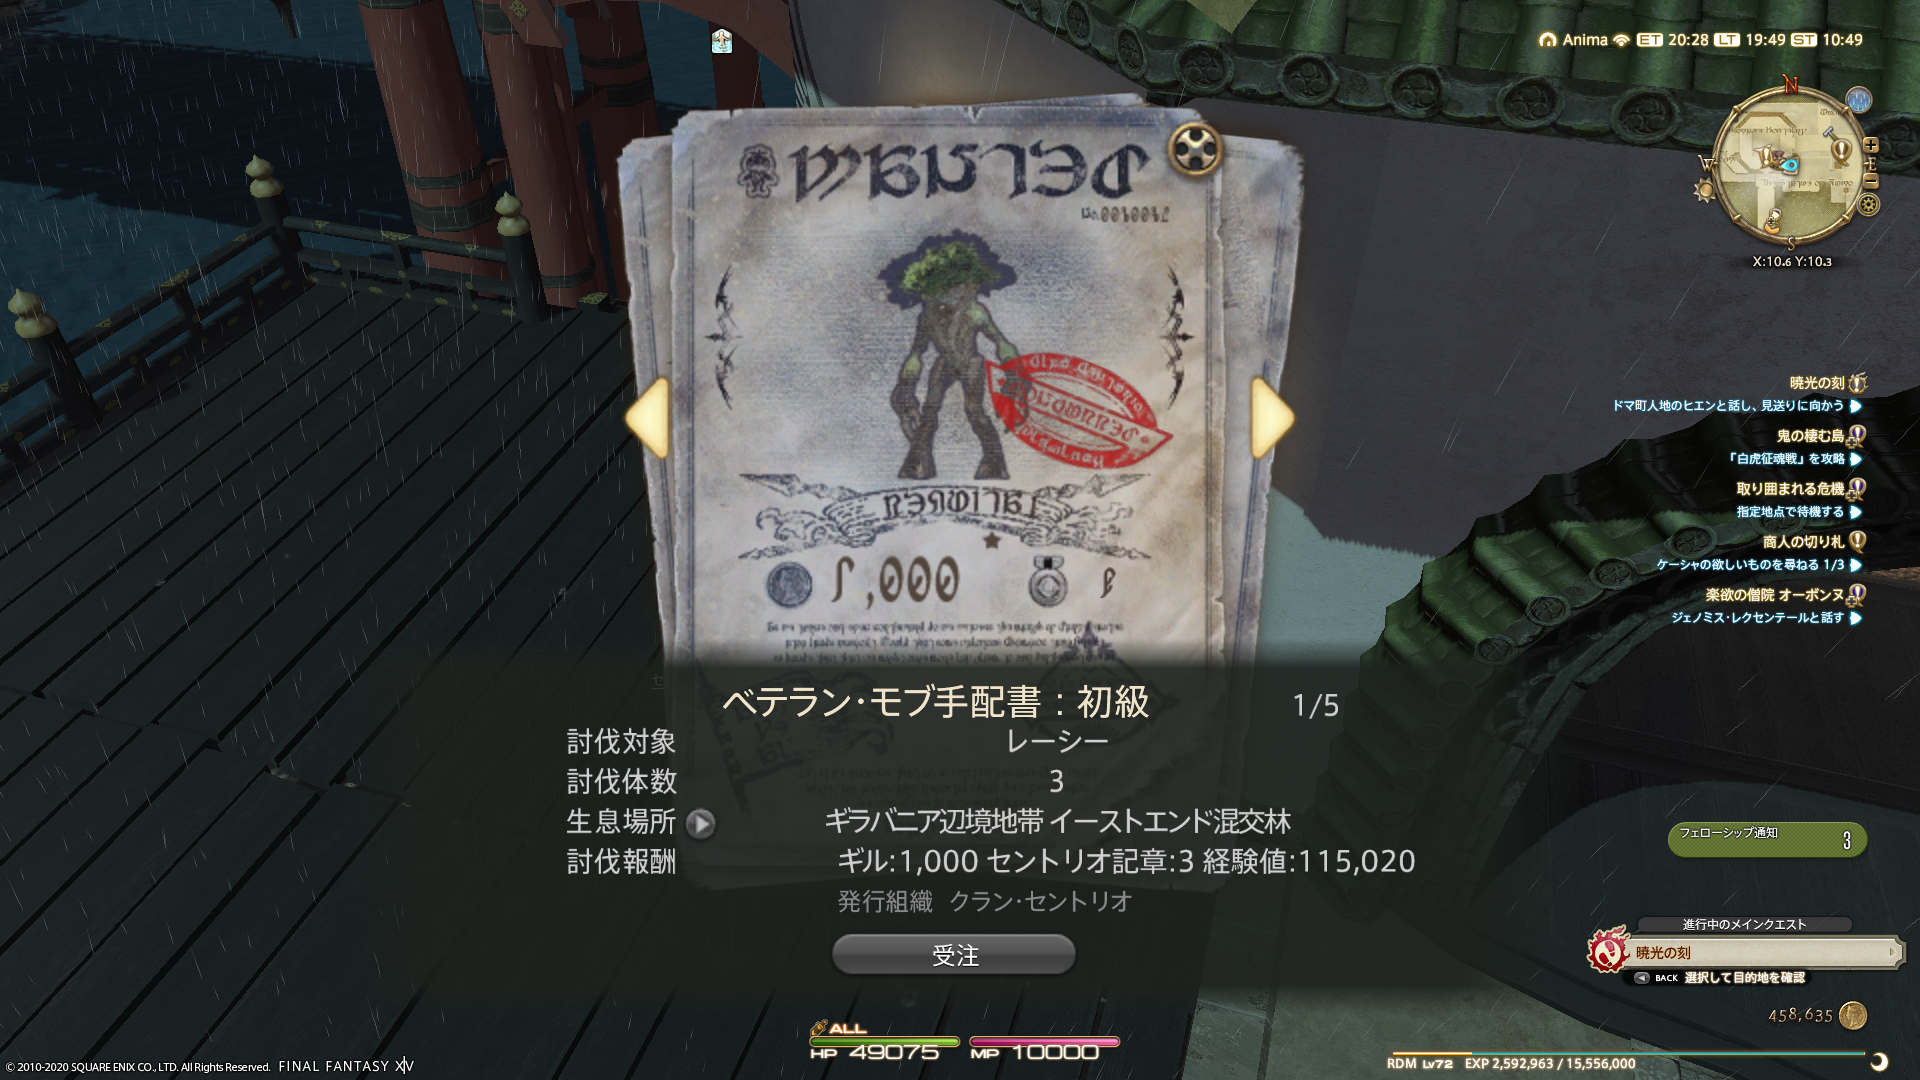 Anima ET 20:28 LT 19:49 ST 10:49
N
W
E
S
X:10.6 Y:10.3
暁光の刻
ドマ町人地のヒエンと話し、見送りに向かう
鬼の棲む島
「白虎征魂戦」を攻略
取り囲まれる危機
指定地点で待機する
商人の切り札
ケーシャの欲しいものを尋ねる 1/3
楽欲の僧院 オーボンヌ
ジェノミス・レクセンテールと話す
ベテラン・モブ手配書：初級 1/5
討伐対象 レーシー
討伐体数 3
生息場所 ギラバニア辺境地帯 イーストエンド混交林
討伐報酬 ギル:1,000 セントリオ記章:3 経験値:115,020
発行組織 クラン・セントリオ
受注
フェローシップ通知 3
進行中のメインクエスト
暁光の刻
BACK 選択して目的地を確認
458,635
ALL
HP 49075 MP 10000
RDM Lv72 EXP 2,592,963 / 15,556,000
© 2010-2020 SQUARE ENIX CO., LTD. All Rights Reserved. FINAL FANTASY XIV